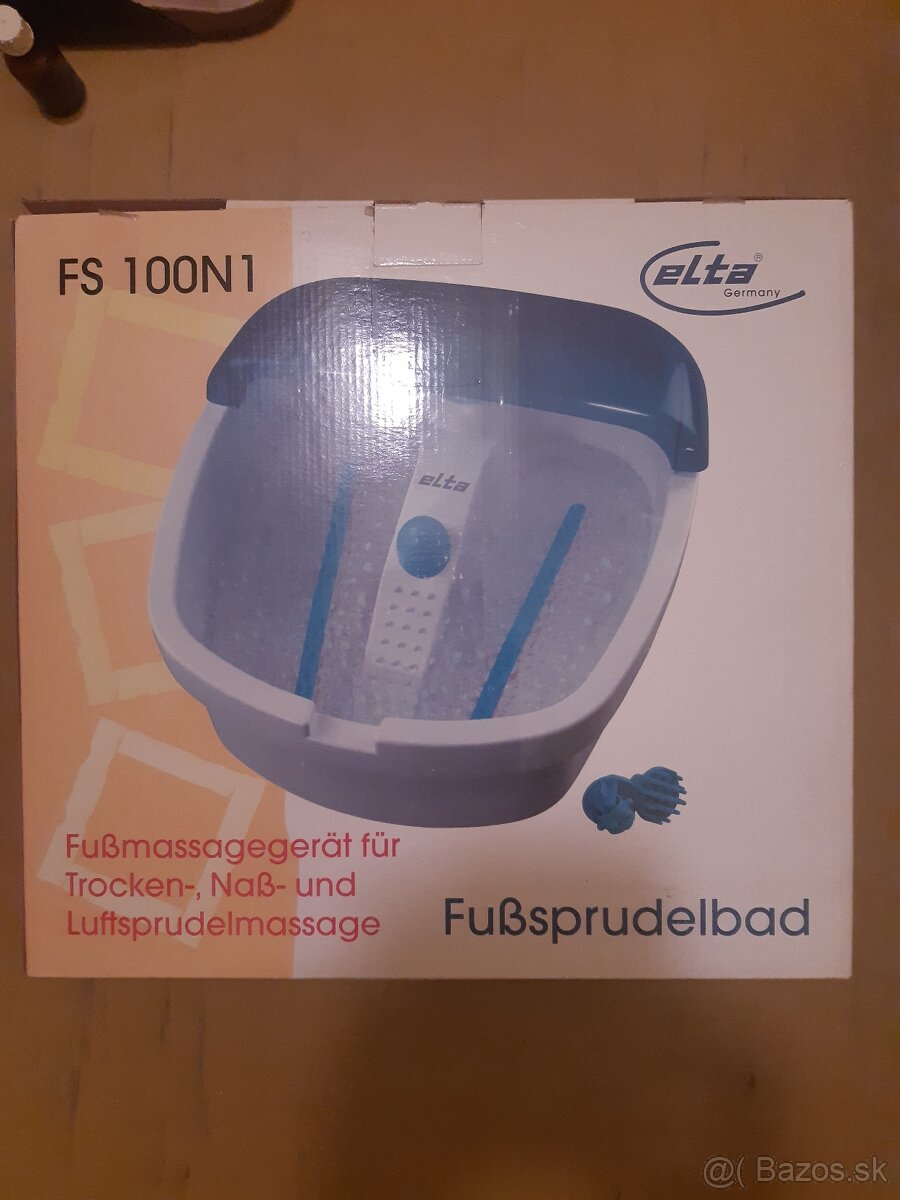 FS 100N1
elta®
Germany
elta
Fußmassagegerät für
Trocken-, Naß- und
Luftsprudelmassage
Fußsprudelbad
@( Bazos.sk